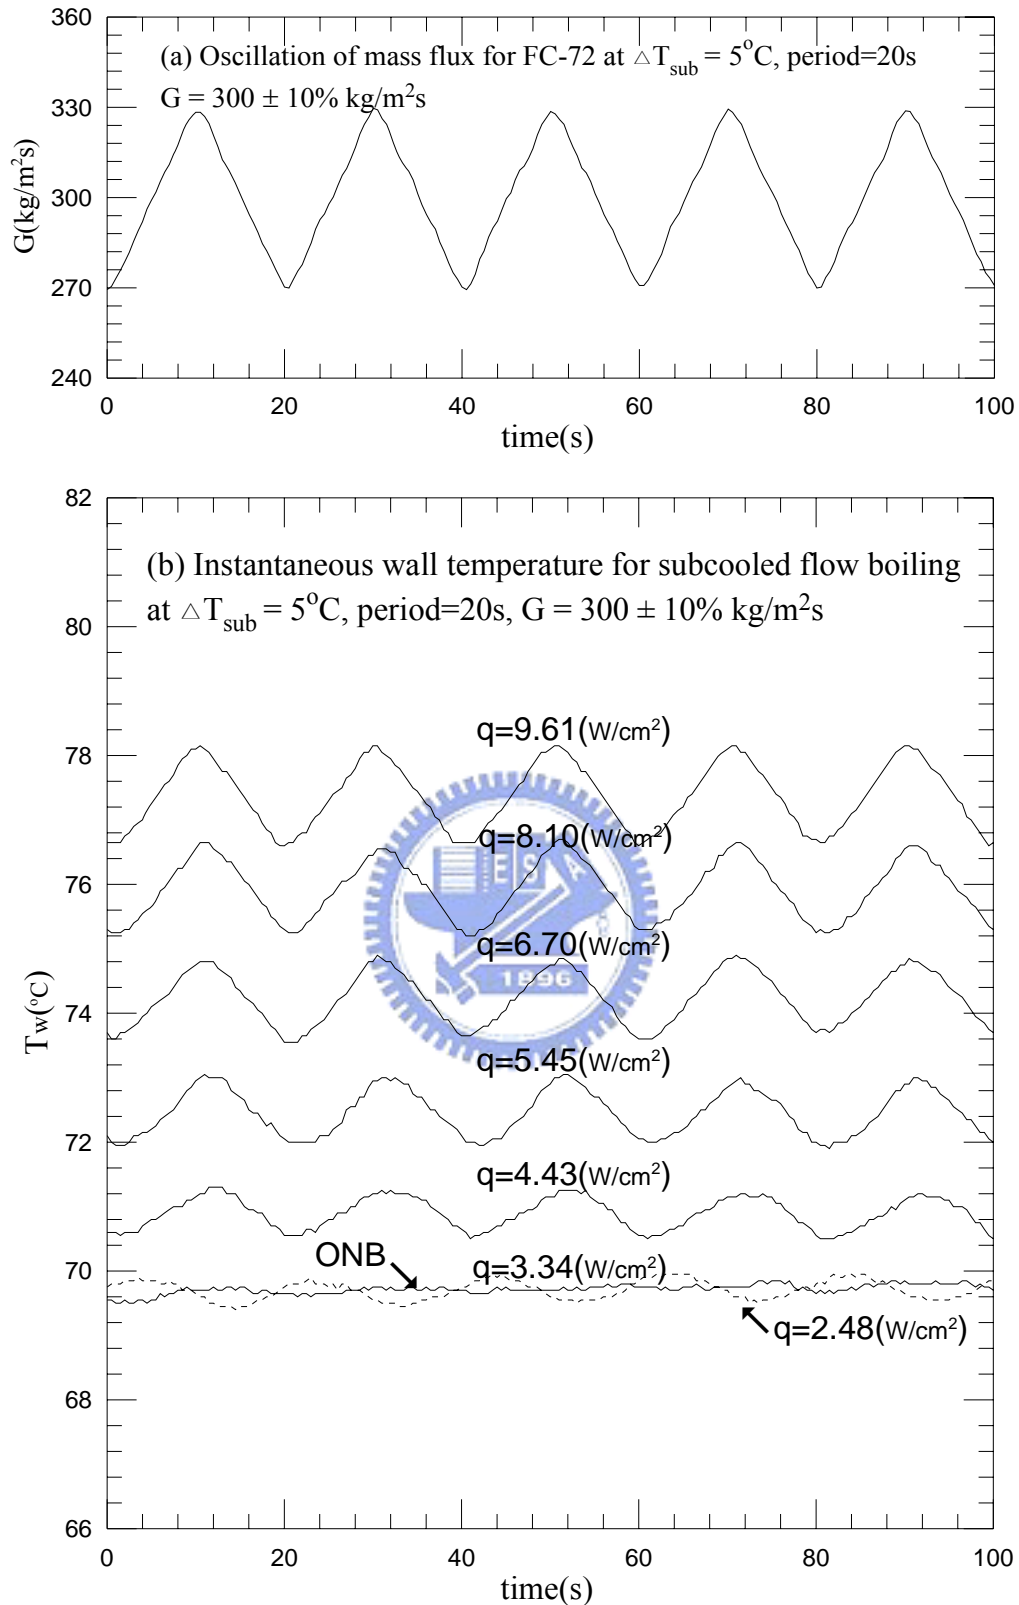 360
330
300
270
240
G(kg/m²s)
(a) Oscillation of mass flux for FC-72 at △T_sub = 5°C, period=20s
G = 300 ± 10% kg/m²s
0 20 40 60 80 100
time(s)
82
80
78
76
74
72
70
68
66
Tw(°C)
(b) Instantaneous wall temperature for subcooled flow boiling
at △T_sub = 5°C, period=20s, G = 300 ± 10% kg/m²s
q=9.61(W/cm²)
q=8.10(W/cm²)
E S A
q=6.70(W/cm²)
1896
q=5.45(W/cm²)
q=4.43(W/cm²)
ONB
q=3.34(W/cm²)
q=2.48(W/cm²)
0 20 40 60 80 100
time(s)